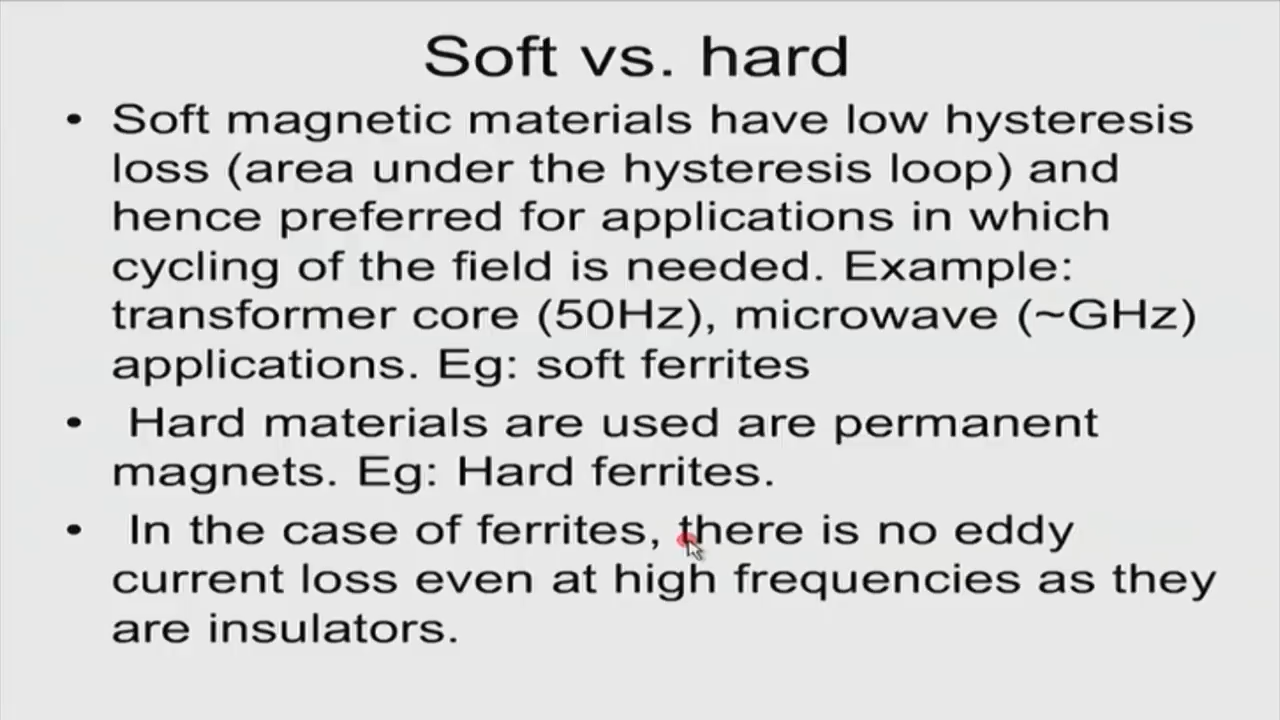 Soft vs. hard
• Soft magnetic materials have low hysteresis
loss (area under the hysteresis loop) and
hence preferred for applications in which
cycling of the field is needed. Example:
transformer core (50Hz), microwave (~GHz)
applications. Eg: soft ferrites
• Hard materials are used are permanent
magnets. Eg: Hard ferrites.
• In the case of ferrites, there is no eddy
current loss even at high frequencies as they
are insulators.